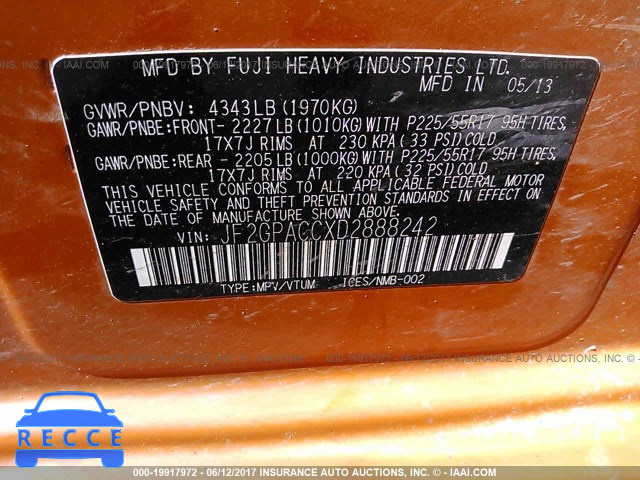 MFD BY FUJI HEAVY INDUSTRIES LTD.
MFD IN 05/13
GVWR/PNBV: 4343LB(1970KG)
GAWR/PNBE:FRONT- 2227LB(1010KG)WITH P225/55R17 95H TIRES,
17X7J RIMS AT 230 KPA(33 PSI)COLD
GAWR/PNBE:REAR - 2205LB(1000KG)WITH P225/55R17 95H TIRES,
17X7J RIMS AT 220 KPA(32 PSI)COLD
THIS VEHICLE CONFORMS TO ALL APPLICABLE FEDERAL MOTOR
VEHICLE SAFETY AND THEFT PREVENTION STANDARDS IN EFFECT ON
THE DATE OF MANUFACTURE SHOWN ABOVE.
VIN: JF2GPACCXD2888242
TYPE:MPV/VTUM ICES/NMB-002
RECCE
000-19917972 - 06/12/2017 - INSURANCE AUTO AUCTIONS, INC. - © - IAAI.COM